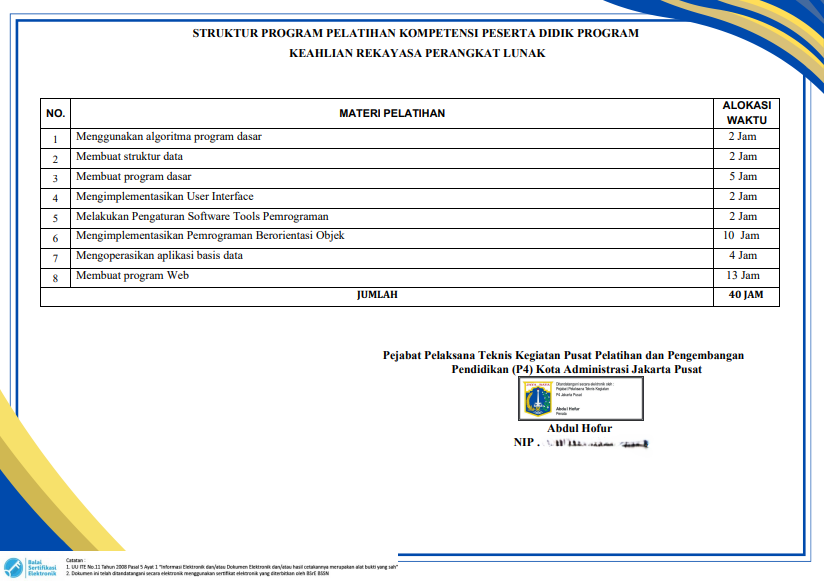 STRUKTUR PROGRAM PELATIHAN KOMPETENSI PESERTA DIDIK PROGRAM
KEAHLIAN REKAYASA PERANGKAT LUNAK
NO. MATERI PELATIHAN ALOKASI WAKTU
1 Menggunakan algoritma program dasar 2 Jam
2 Membuat struktur data 2 Jam
3 Membuat program dasar 5 Jam
4 Mengimplementasikan User Interface 2 Jam
5 Melakukan Pengaturan Software Tools Pemrograman 2 Jam
6 Mengimplementasikan Pemrograman Berorientasi Objek 10 Jam
7 Mengoperasikan aplikasi basis data 4 Jam
8 Membuat program Web 13 Jam
JUMLAH 40 JAM
Pejabat Pelaksana Teknis Kegiatan Pusat Pelatihan dan Pengembangan
Pendidikan (P4) Kota Administrasi Jakarta Pusat
Ditandatangani secara elektronik oleh :
Pejabat Pelaksana Teknis Kegiatan
P4 Jakarta Pusat
Abdul Hofur
Penata
Abdul Hofur
NIP .
Balai
Sertifikasi
Elektronik
Catatan :
1. UU ITE No.11 Tahun 2008 Pasal 5 Ayat 1 "Informasi Elektronik dan/atau Dokumen Elektronik dan/atau hasil cetakannya merupakan alat bukti yang sah"
2. Dokumen ini telah ditandatangani secara elektronik menggunakan sertifikat elektronik yang diterbitkan oleh BSrE BSSN